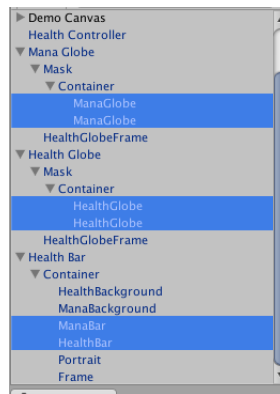 Demo Canvas
Health Controller
Mana Globe
Mask
Container
ManaGlobe
ManaGlobe
HealthGlobeFrame
Health Globe
Mask
Container
HealthGlobe
HealthGlobe
HealthGlobeFrame
Health Bar
Container
HealthBackground
ManaBackground
ManaBar
HealthBar
Portrait
Frame